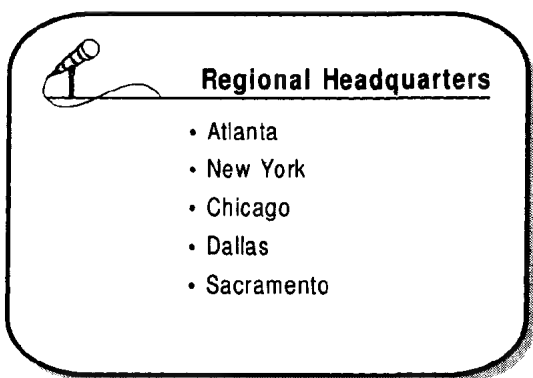 Regional Headquarters
• Atlanta
• New York
• Chicago
• Dallas
• Sacramento